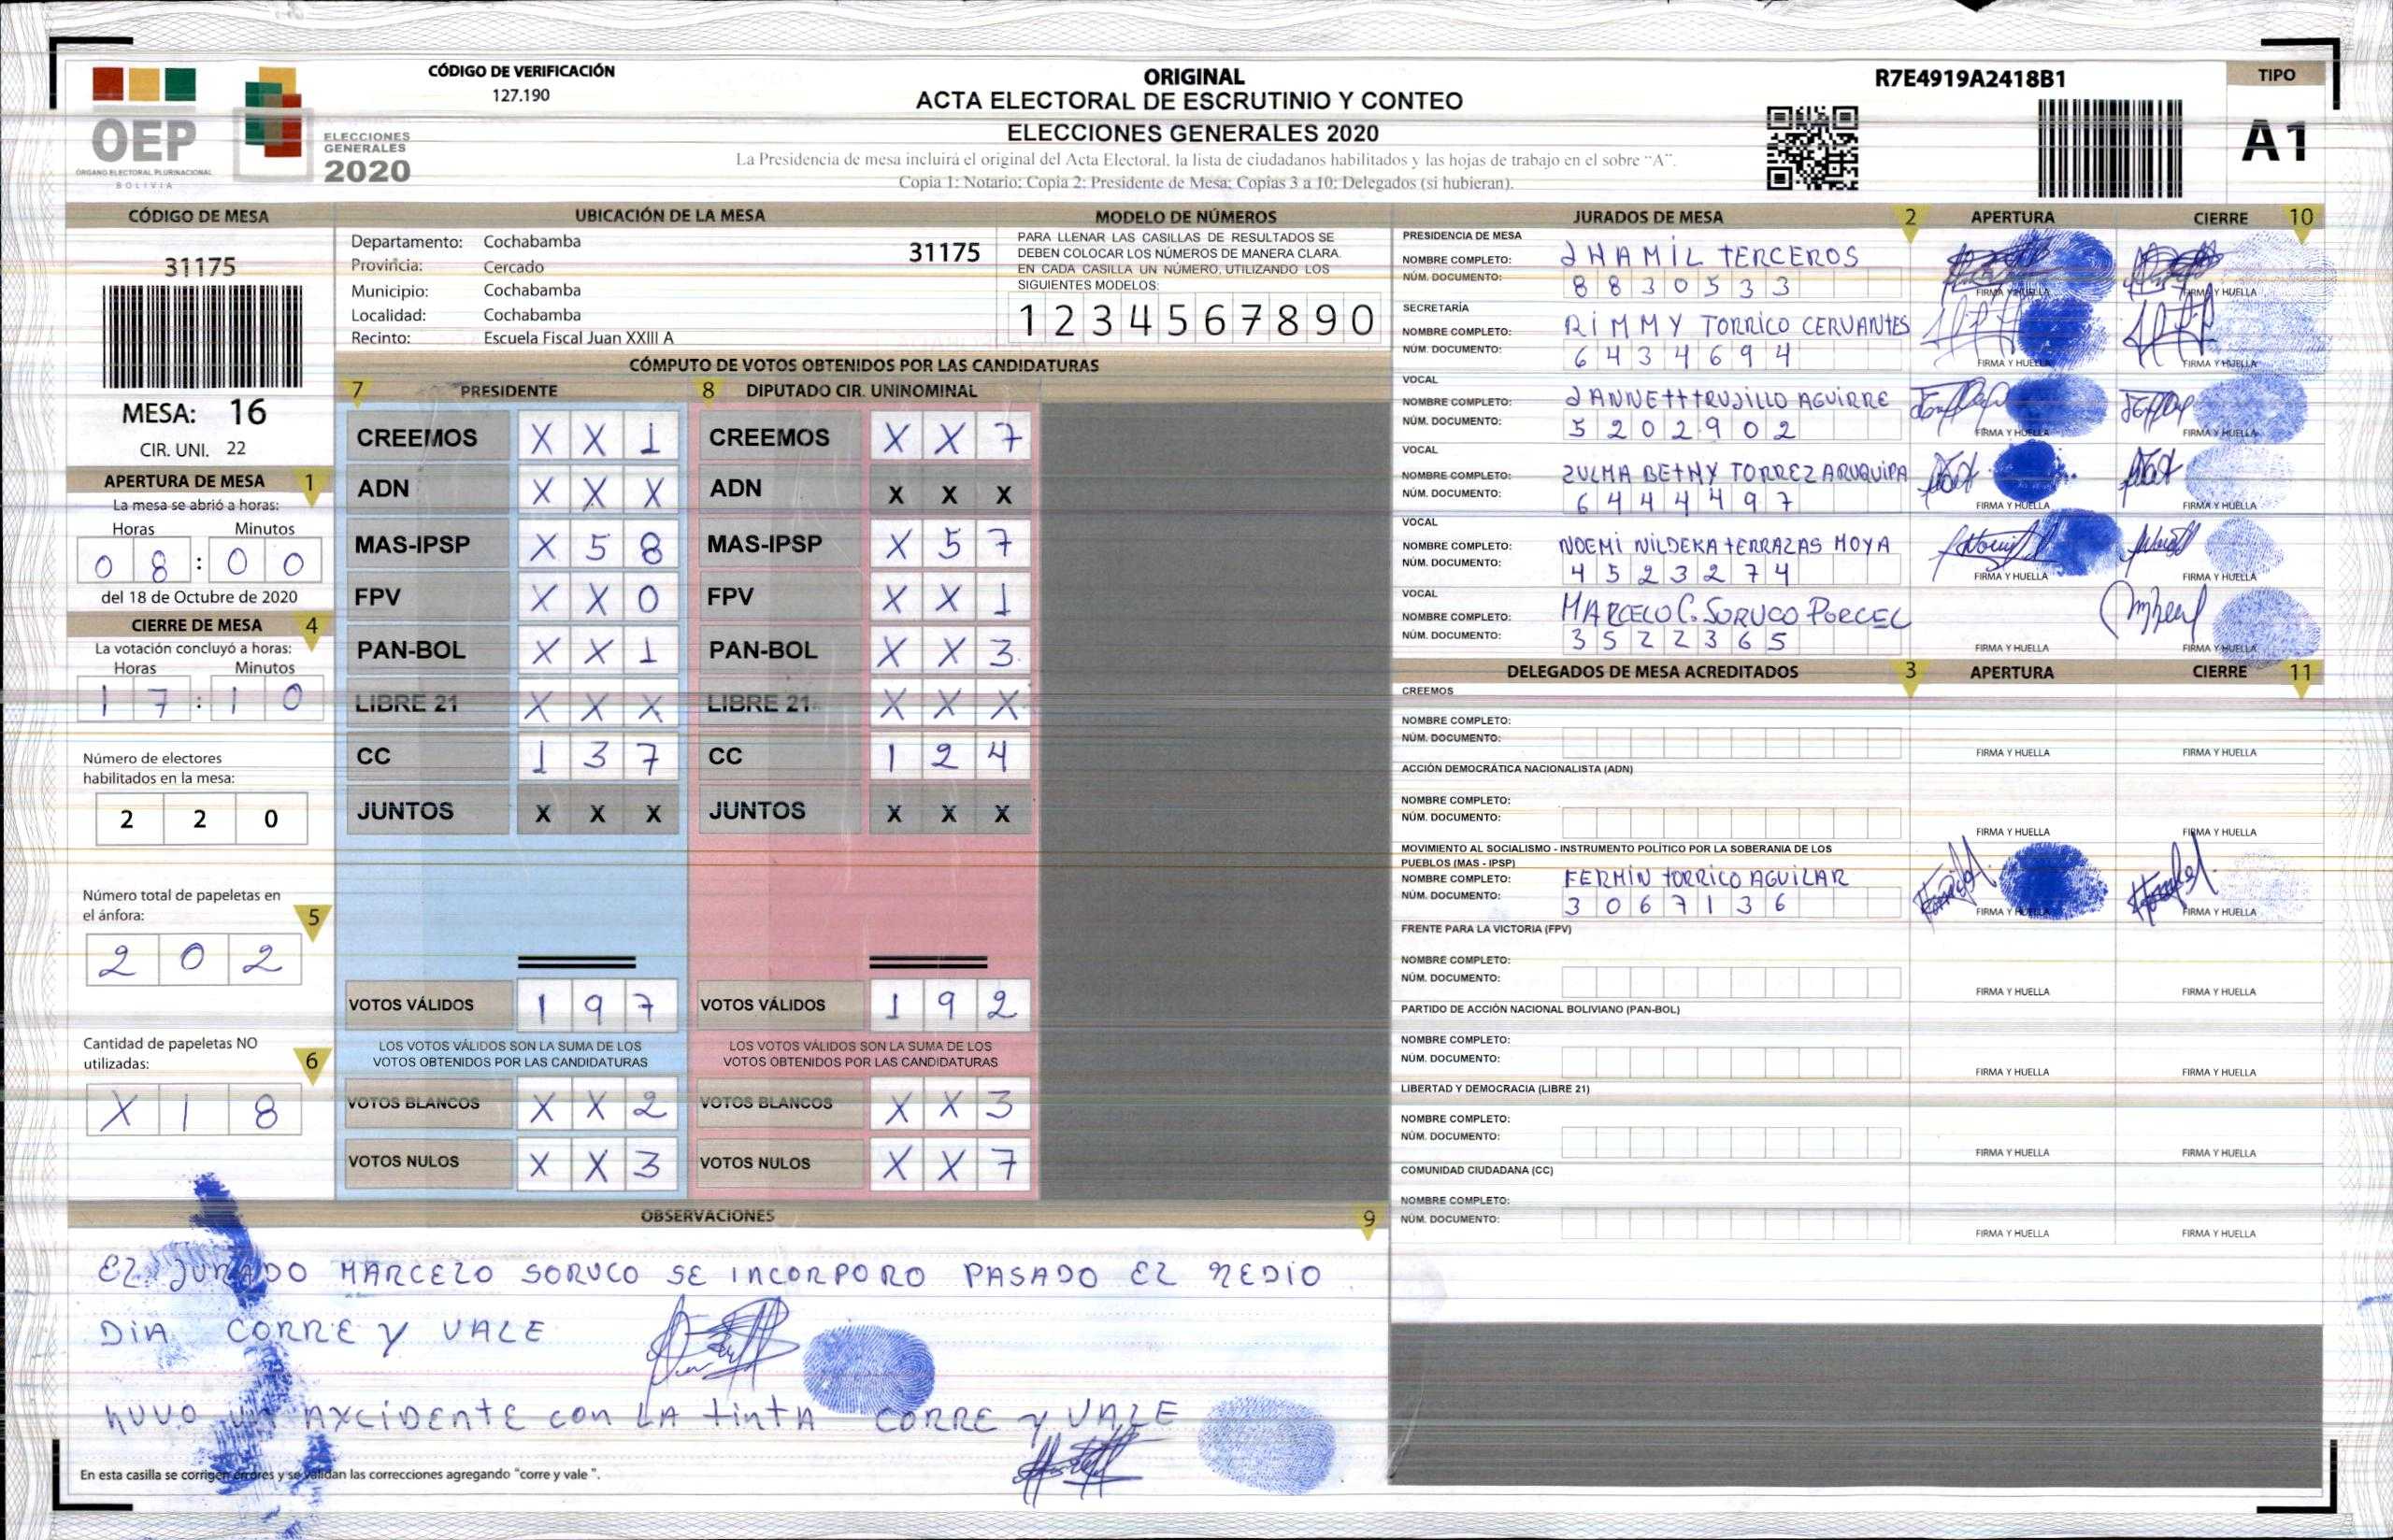 CÓDIGO DE VERIFICACIÓN
127.190
OEP
ÓRGANO ELECTORAL PLURINACIONAL
BOLIVIA
ELECCIONES
GENERALES
2020
ORIGINAL
ACTA ELECTORAL DE ESCRUTINIO Y CONTEO
ELECCIONES GENERALES 2020
La Presidencia de mesa incluirá el original del Acta Electoral, la lista de ciudadanos habilitados y las hojas de trabajo en el sobre "A".
Copia 1: Notario; Copia 2: Presidente de Mesa; Copias 3 a 10: Delegados (si hubieran).
R7E4919A2418B1
TIPO
A1
CÓDIGO DE MESA
31175
MESA: 16
CIR. UNI. 22
APERTURA DE MESA 1
La mesa se abrió a horas:
Horas Minutos
0 8 : 0 0
del 18 de Octubre de 2020
CIERRE DE MESA 4
La votación concluyó a horas:
Horas Minutos
1 7 : 1 0
Número de electores
habilitados en la mesa:
2 2 0
Número total de papeletas en
el ánfora: 5
2 0 2
Cantidad de papeletas NO
utilizadas: 6
X 1 8
UBICACIÓN DE LA MESA
Departamento: Cochabamba 31175
Provincia: Cercado
Municipio: Cochabamba
Localidad: Cochabamba
Recinto: Escuela Fiscal Juan XXIII A
MODELO DE NÚMEROS
PARA LLENAR LAS CASILLAS DE RESULTADOS SE
DEBEN COLOCAR LOS NÚMEROS DE MANERA CLARA.
EN CADA CASILLA UN NÚMERO, UTILIZANDO LOS
SIGUIENTES MODELOS:
1 2 3 4 5 6 7 8 9 0
CÓMPUTO DE VOTOS OBTENIDOS POR LAS CANDIDATURAS
7 PRESIDENTE 8 DIPUTADO CIR. UNINOMINAL
CREEMOS X X 1 CREEMOS X X 7
ADN X X X ADN X X X
MAS-IPSP X 5 8 MAS-IPSP X 5 7
FPV X X 0 FPV X X 1
PAN-BOL X X 1 PAN-BOL X X 3
LIBRE 21 X X X LIBRE 21 X X X
CC 1 3 7 CC 1 2 4
JUNTOS X X X JUNTOS X X X
VOTOS VÁLIDOS 1 9 7 VOTOS VÁLIDOS 1 9 2
LOS VOTOS VÁLIDOS SON LA SUMA DE LOS LOS VOTOS VÁLIDOS SON LA SUMA DE LOS
VOTOS OBTENIDOS POR LAS CANDIDATURAS VOTOS OBTENIDOS POR LAS CANDIDATURAS
VOTOS BLANCOS X X 2 VOTOS BLANCOS X X 3
VOTOS NULOS X X 3 VOTOS NULOS X X 7
OBSERVACIONES 9
EL JURADO MARCELO SORUCO SE INCORPORO PASADO EL MEDIO
DIA CORRE Y VALE
HUVO UN AXCIDENTE CON LA TINTA CORRE Y VALE
En esta casilla se corrigen errores y se validan las correcciones agregando "corre y vale ".
JURADOS DE MESA 2 APERTURA CIERRE 10
PRESIDENCIA DE MESA
NOMBRE COMPLETO: JHAMIL TERCEROS
NÚM. DOCUMENTO: 8 8 3 0 5 3 3 FIRMA Y HUELLA FIRMA Y HUELLA
SECRETARÍA
NOMBRE COMPLETO: RIMMY TORRICO CERVANTES
NÚM. DOCUMENTO: 6 4 3 4 6 9 4 FIRMA Y HUELLA FIRMA Y HUELLA
VOCAL
NOMBRE COMPLETO: JANNETT TRUJILLO AGUIRRE
NÚM. DOCUMENTO: 5 2 0 2 9 0 2 FIRMA Y HUELLA FIRMA Y HUELLA
VOCAL
NOMBRE COMPLETO: ZULMA BETHY TORREZ ARUQUIPA
NÚM. DOCUMENTO: 6 4 4 4 4 9 7 FIRMA Y HUELLA FIRMA Y HUELLA
VOCAL
NOMBRE COMPLETO: NOEMI NILDEKA TERRAZAS MOYA
NÚM. DOCUMENTO: 4 5 2 3 2 7 4 FIRMA Y HUELLA FIRMA Y HUELLA
VOCAL
NOMBRE COMPLETO: MARCELO C. SORUCO PORCEL
NÚM. DOCUMENTO: 3 5 2 2 3 6 5 FIRMA Y HUELLA FIRMA Y HUELLA
DELEGADOS DE MESA ACREDITADOS 3 APERTURA CIERRE 11
CREEMOS
NOMBRE COMPLETO:
NÚM. DOCUMENTO: FIRMA Y HUELLA FIRMA Y HUELLA
ACCIÓN DEMOCRÁTICA NACIONALISTA (ADN)
NOMBRE COMPLETO:
NÚM. DOCUMENTO: FIRMA Y HUELLA FIRMA Y HUELLA
MOVIMIENTO AL SOCIALISMO - INSTRUMENTO POLÍTICO POR LA SOBERANIA DE LOS
PUEBLOS (MAS - IPSP)
NOMBRE COMPLETO: FERMIN TORRICO AGUILAR
NÚM. DOCUMENTO: 3 0 6 7 1 3 6 FIRMA Y HUELLA FIRMA Y HUELLA
FRENTE PARA LA VICTORIA (FPV)
NOMBRE COMPLETO:
NÚM. DOCUMENTO: FIRMA Y HUELLA FIRMA Y HUELLA
PARTIDO DE ACCIÓN NACIONAL BOLIVIANO (PAN-BOL)
NOMBRE COMPLETO:
NÚM. DOCUMENTO: FIRMA Y HUELLA FIRMA Y HUELLA
LIBERTAD Y DEMOCRACIA (LIBRE 21)
NOMBRE COMPLETO:
NÚM. DOCUMENTO: FIRMA Y HUELLA FIRMA Y HUELLA
COMUNIDAD CIUDADANA (CC)
NOMBRE COMPLETO:
NÚM. DOCUMENTO: FIRMA Y HUELLA FIRMA Y HUELLA